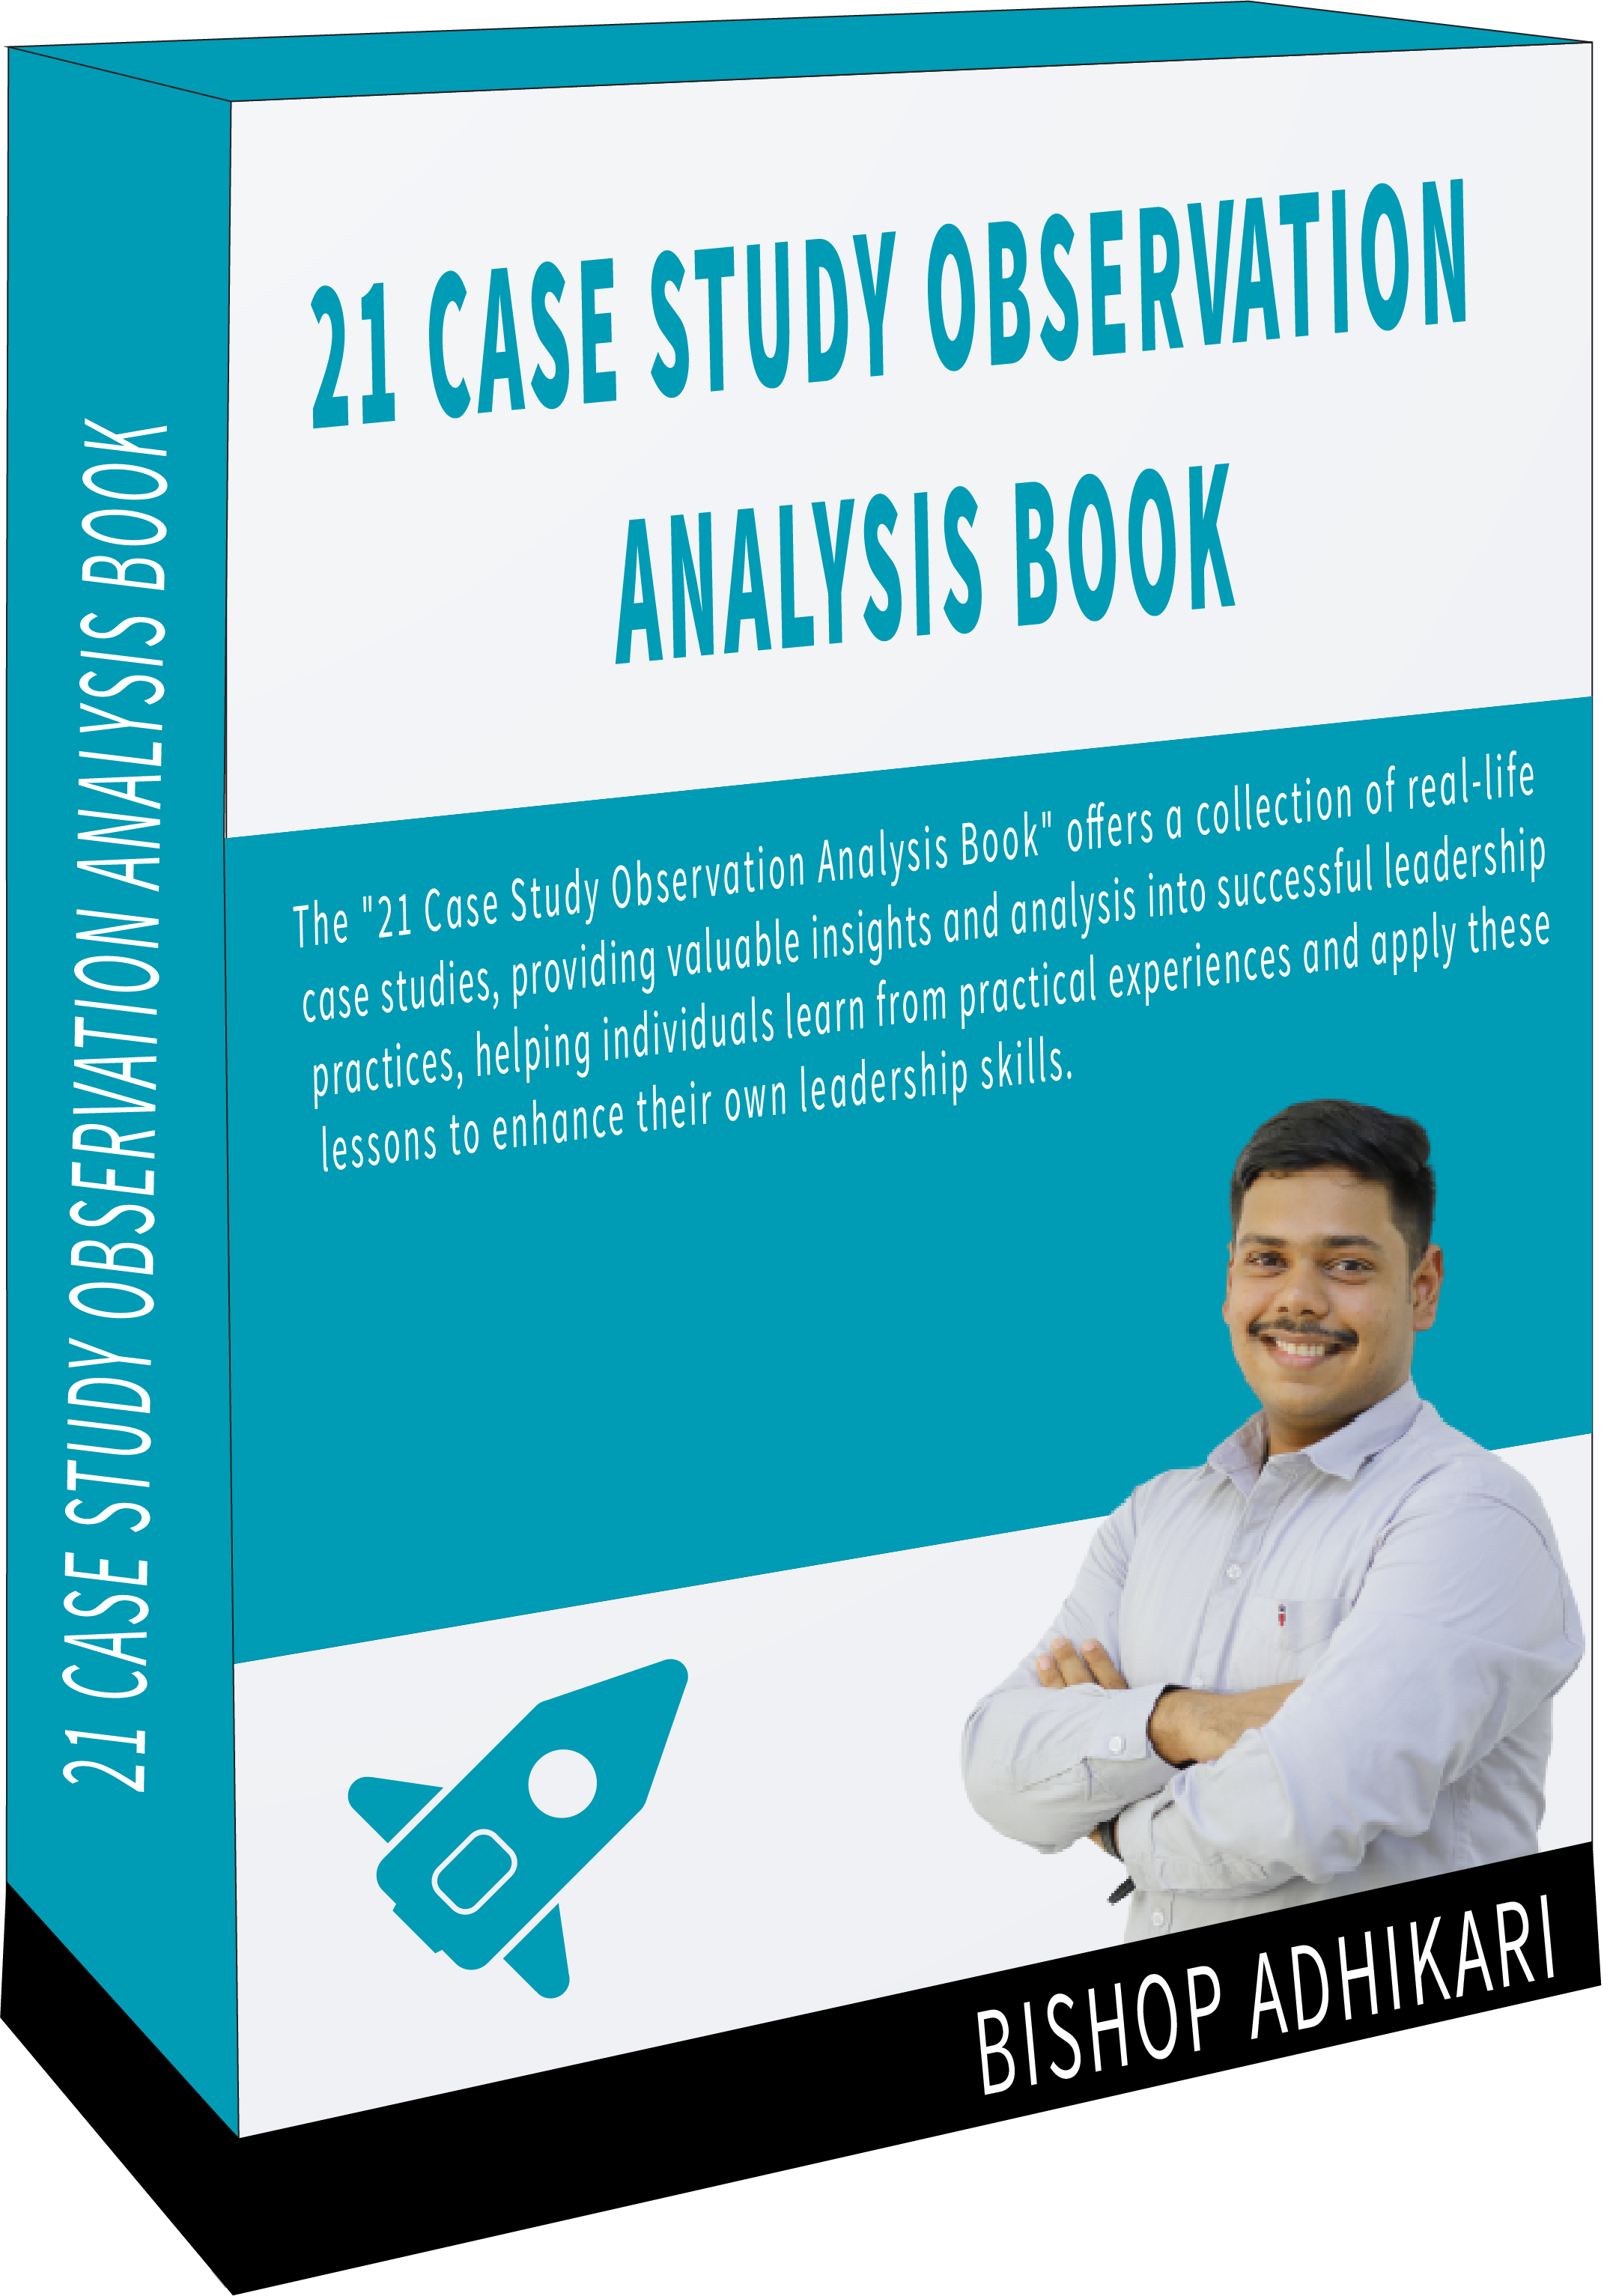 21 CASE STUDY OBSERVATION
ANALYSIS BOOK
The "21 Case Study Observation Analysis Book" offers a collection of real-life
case studies, providing valuable insights and analysis into successful leadership
practices, helping individuals learn from practical experiences and apply these
lessons to enhance their own leadership skills.
BISHOP ADHIKARI
21 CASE STUDY OBSERVATION ANALYSIS BOOK